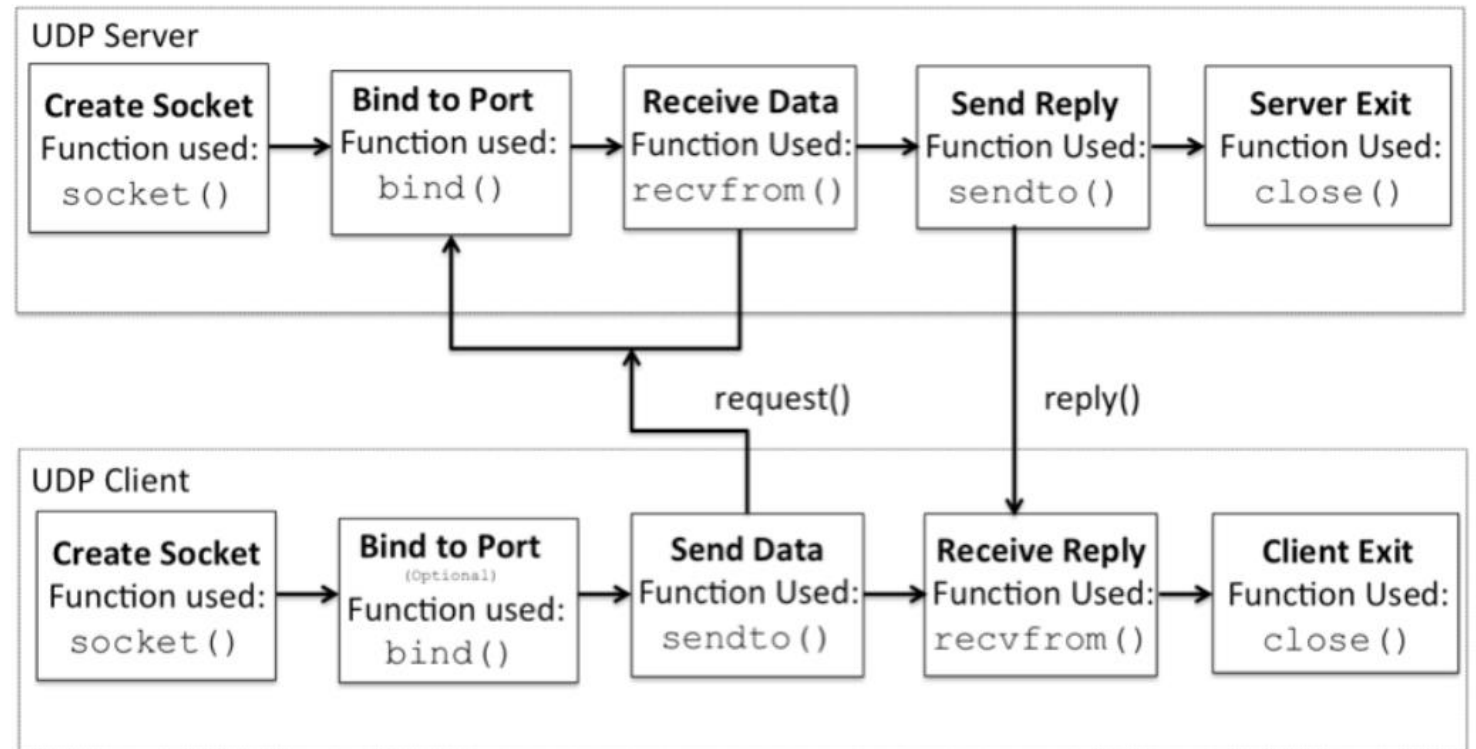 UDP Server
Create Socket
Function used:
socket()
Bind to Port
Function used:
bind()
Receive Data
Function Used:
recvfrom()
Send Reply
Function Used:
sendto()
Server Exit
Function Used:
close()
request()
reply()
UDP Client
Create Socket
Function used:
socket()
Bind to Port
(Optional)
Function used:
bind()
Send Data
Function Used:
sendto()
Receive Reply
Function Used:
recvfrom()
Client Exit
Function Used:
close()